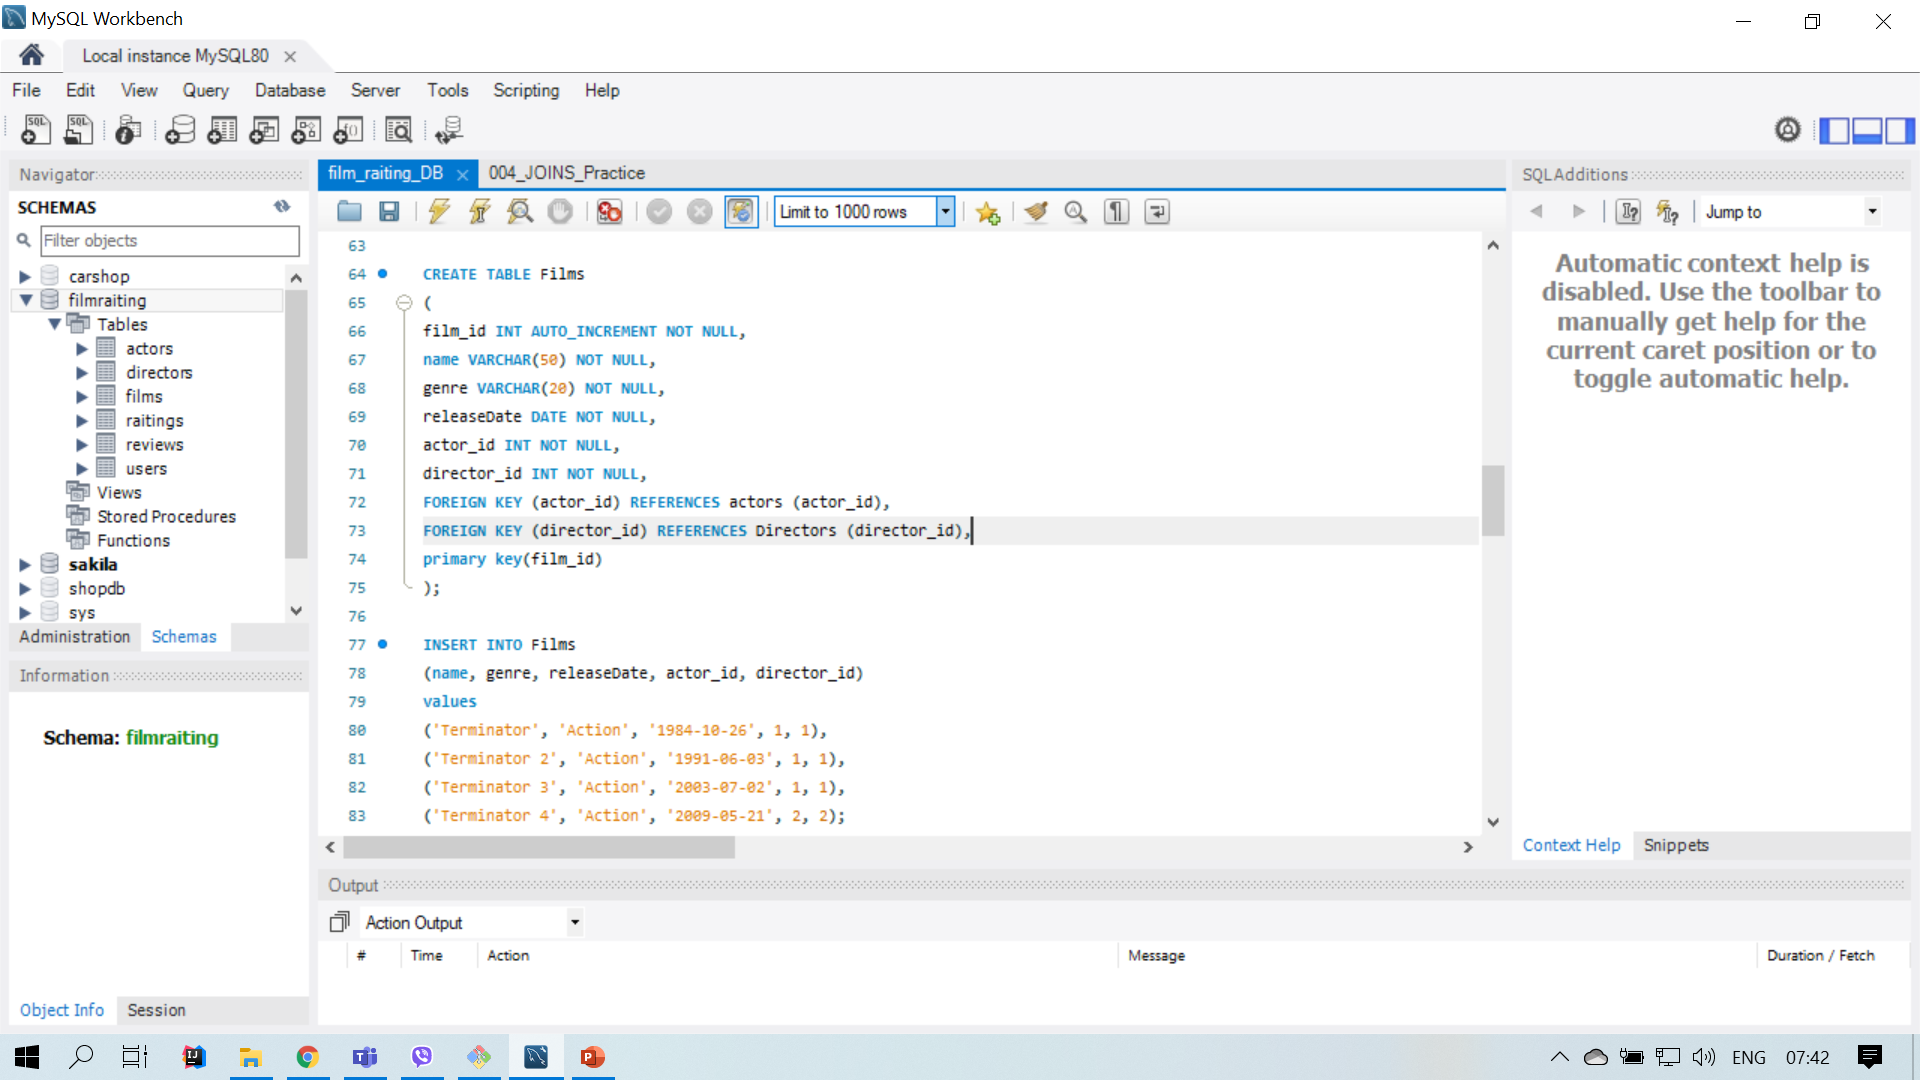 MySQL Workbench
Local instance MySQL80
File Edit View Query Database Server Tools Scripting Help
Navigator
SCHEMAS
Filter objects
carshop
filmraiting
Tables
actors
directors
films
raitings
reviews
users
Views
Stored Procedures
Functions
sakila
shopdb
sys
Administration Schemas
Information
Schema: filmraiting
Object Info Session
film_raiting_DB 004_JOINS_Practice
Limit to 1000 rows
63
64 CREATE TABLE Films
65 (
66 film_id INT AUTO_INCREMENT NOT NULL,
67 name VARCHAR(50) NOT NULL,
68 genre VARCHAR(20) NOT NULL,
69 releaseDate DATE NOT NULL,
70 actor_id INT NOT NULL,
71 director_id INT NOT NULL,
72 FOREIGN KEY (actor_id) REFERENCES actors (actor_id),
73 FOREIGN KEY (director_id) REFERENCES Directors (director_id),
74 primary key(film_id)
75 );
76
77 INSERT INTO Films
78 (name, genre, releaseDate, actor_id, director_id)
79 values
80 ('Terminator', 'Action', '1984-10-26', 1, 1),
81 ('Terminator 2', 'Action', '1991-06-03', 1, 1),
82 ('Terminator 3', 'Action', '2003-07-02', 1, 1),
83 ('Terminator 4', 'Action', '2009-05-21', 2, 2);
SQLAdditions
Jump to
Automatic context help is
disabled. Use the toolbar to
manually get help for the
current caret position or to
toggle automatic help.
Context Help Snippets
Output
Action Output
# Time Action Message Duration / Fetch
ENG 07:42